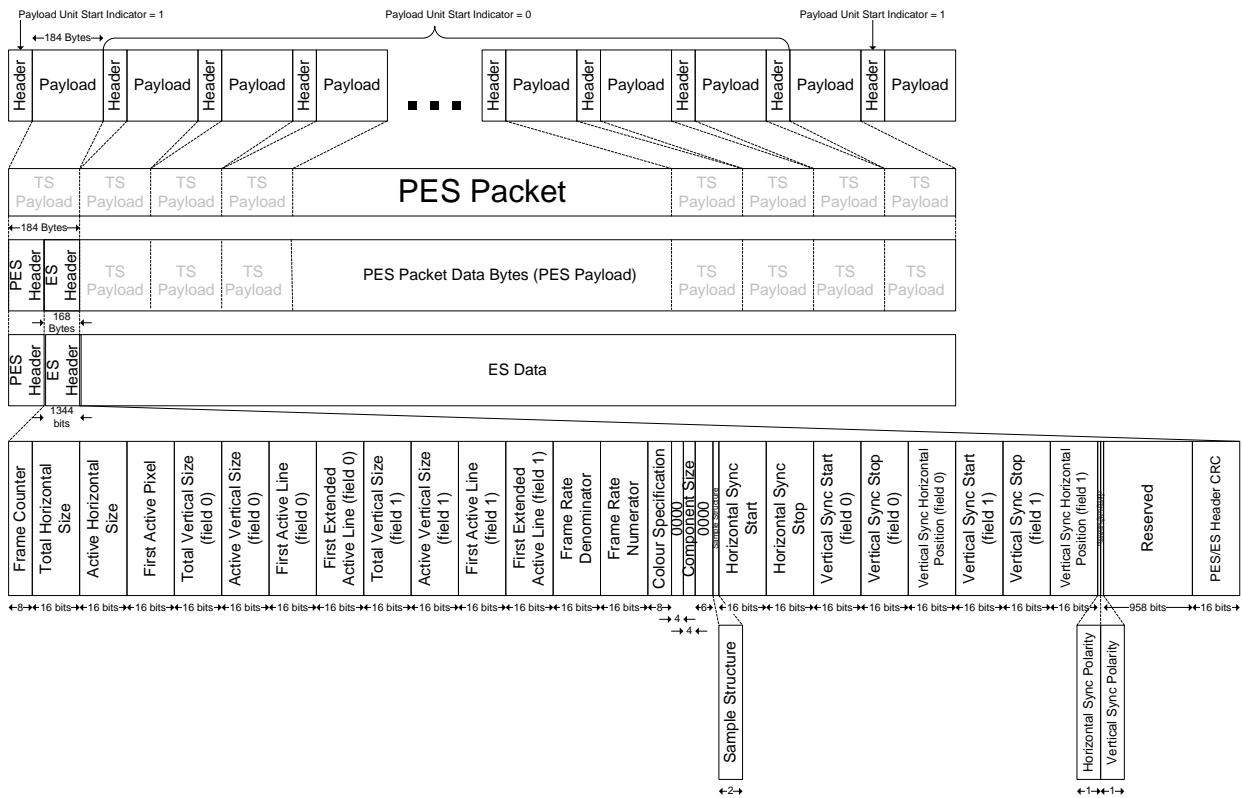 Payload Unit Start Indicator = 1
Payload Unit Start Indicator = 0
Payload Unit Start Indicator = 1
184 Bytes
Header
Payload
Header
Payload
Header
Payload
Header
Payload
Header
Payload
Header
Payload
Header
Payload
Header
Payload
Header
Payload
TS
Payload
TS
Payload
TS
Payload
TS
Payload
PES Packet
TS
Payload
TS
Payload
TS
Payload
TS
Payload
184 Bytes
PES
Header
ES
Header
TS
Payload
TS
Payload
TS
Payload
PES Packet Data Bytes (PES Payload)
TS
Payload
TS
Payload
TS
Payload
TS
Payload
168
Bytes
PES
Header
ES
Header
ES Data
1344
bits
Frame Counter
Total Horizontal
Size
Active Horizontal
Size
First Active Pixel
Total Vertical Size
(field 0)
Active Vertical Size
(field 0)
First Active Line
(field 0)
First Extended
Active Line (field 0)
Total Vertical Size
(field 1)
Active Vertical Size
(field 1)
First Active Line
(field 1)
First Extended
Active Line (field 1)
Frame Rate
Denominator
Frame Rate
Numerator
Colour Specification
0000
Component Size
0000
Sample Structure
Horizontal Sync
Start
Horizontal Sync
Stop
Vertical Sync Start
(field 0)
Vertical Sync Stop
(field 0)
Vertical Sync Horizontal
Position (field 0)
Vertical Sync Start
(field 1)
Vertical Sync Stop
(field 1)
Vertical Sync Horizontal
Position (field 1)
Reserved
PES/ES Header CRC
8
16 bits
16 bits
16 bits
16 bits
16 bits
16 bits
16 bits
16 bits
16 bits
16 bits
16 bits
16 bits
16 bits
8
4
4
6
16 bits
16 bits
16 bits
16 bits
16 bits
16 bits
16 bits
16 bits
958 bits
16 bits
Sample Structure
2
Horizontal Sync Polarity
Vertical Sync Polarity
1
1